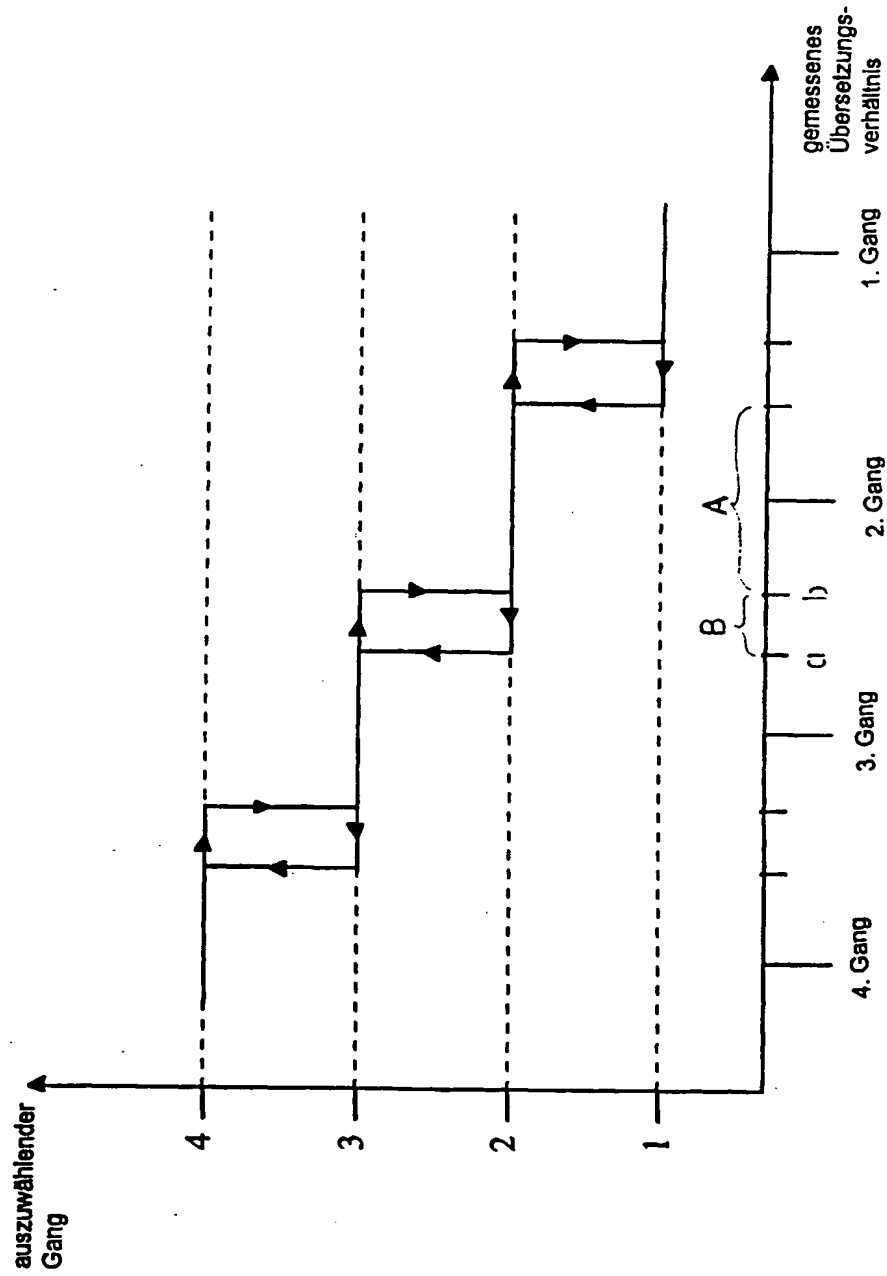 auszuwählender
Gang
4
3
2
1
A
B
a
b
4. Gang
3. Gang
2. Gang
1. Gang
gemessenes
Übersetzungs-
verhältnis